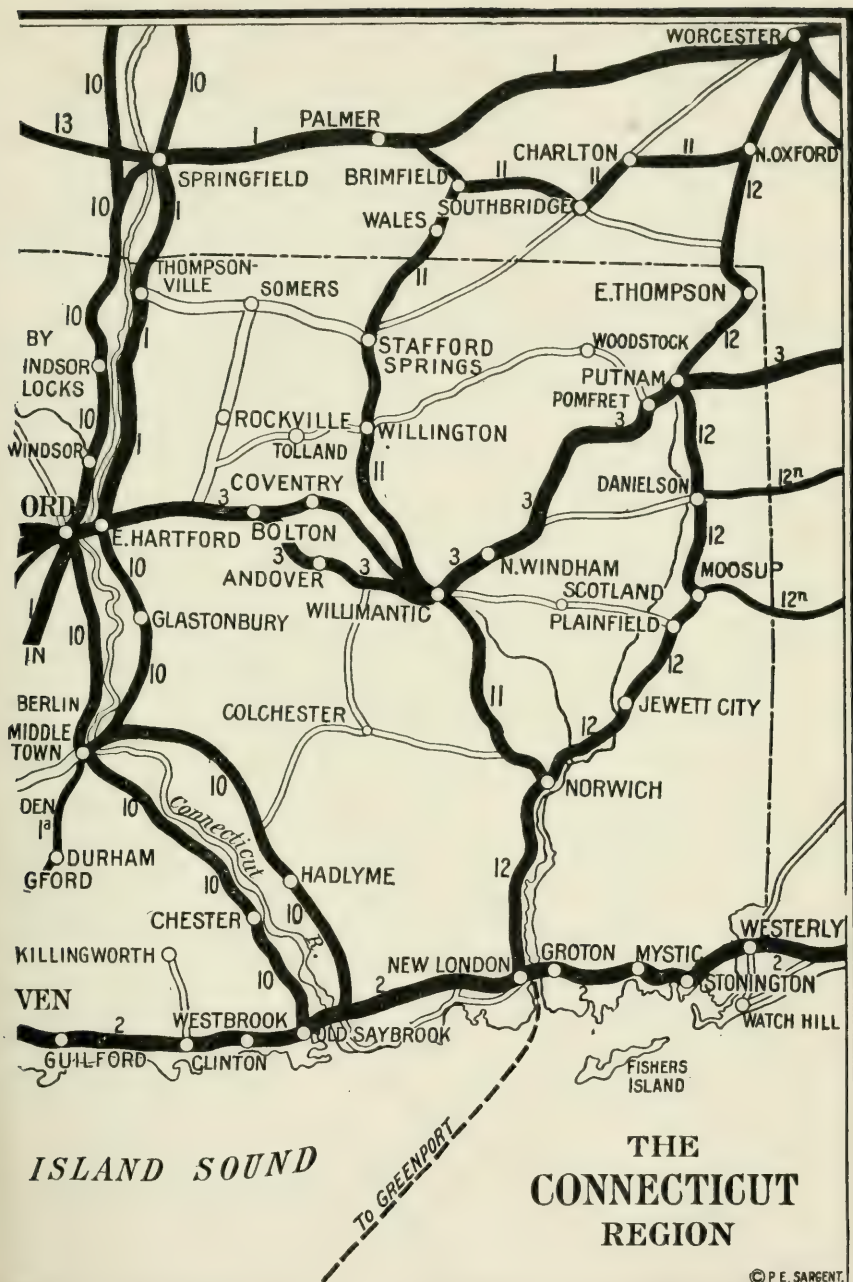 WORCESTER
10
10
1
13
PALMER
1
CHARLTON
11
N.OXFORD
SPRINGFIELD
BRIMFIELD
11
11
10
SOUTHBRIDGE
12
1
WALES
11
THOMPSON-
VILLE
SOMERS
E.THOMPSON
10
1
12
BY
STAFFORD
SPRINGS
WOODSTOCK
3
INDSOR
LOCKS
PUTNAM
POMFRET
10
ROCKVILLE
3
12
1
TOLLAND
WILLINGTON
WINDSOR
11
COVENTRY
DANIELSON
12ⁿ
3
3
ORD
E.HARTFORD
BOLTON
12
3
ANDOVER
3
3
N.WINDHAM
MOOSUP
10
WILLIMANTIC
SCOTLAND
12ⁿ
1
10
GLASTONBURY
PLAINFIELD
IN
12
10
11
BERLIN
COLCHESTER
JEWETT CITY
MIDDLE
TOWN
12
10
NORWICH
DEN
10
1ª
Connecticut
R.
DURHAM
12
GFORD
10
HADLYME
CHESTER
10
KILLINGWORTH
10
NEW LONDON
GROTON
MYSTIC
WESTERLY
2
2
2
STONINGTON
VEN
WESTBROOK
OLD SAYBROOK
WATCH HILL
2
GUILFORD
CLINTON
FISHERS
ISLAND
ISLAND SOUND
TO GREENPORT
THE
CONNECTICUT
REGION
© P.E. SARGENT.